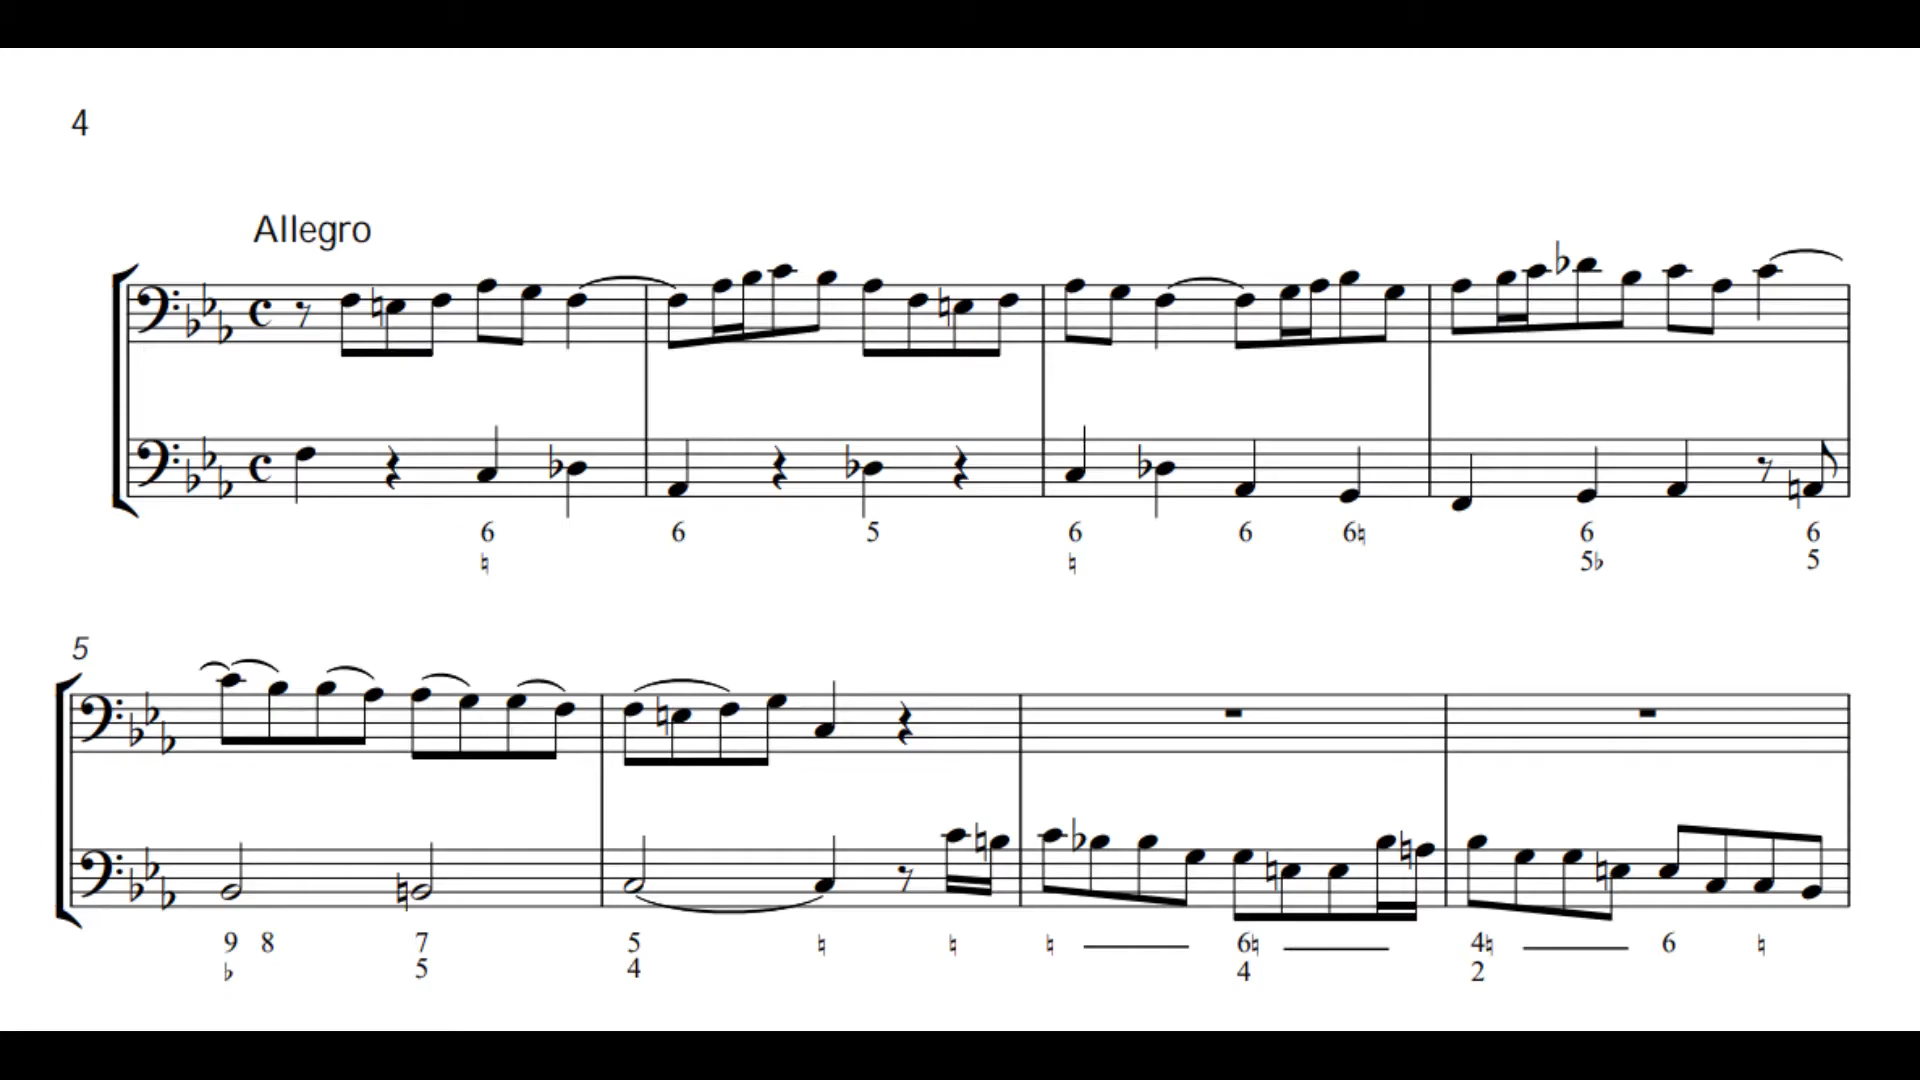 4
Allegro
6 6 5 6 6 6♮ 6 6
♮ ♮ 5♭ 5
5
9 8 7 5 ♮ ♮ ♮ 6♮ 4♮ 6 ♮
♭ 5 4 4 2